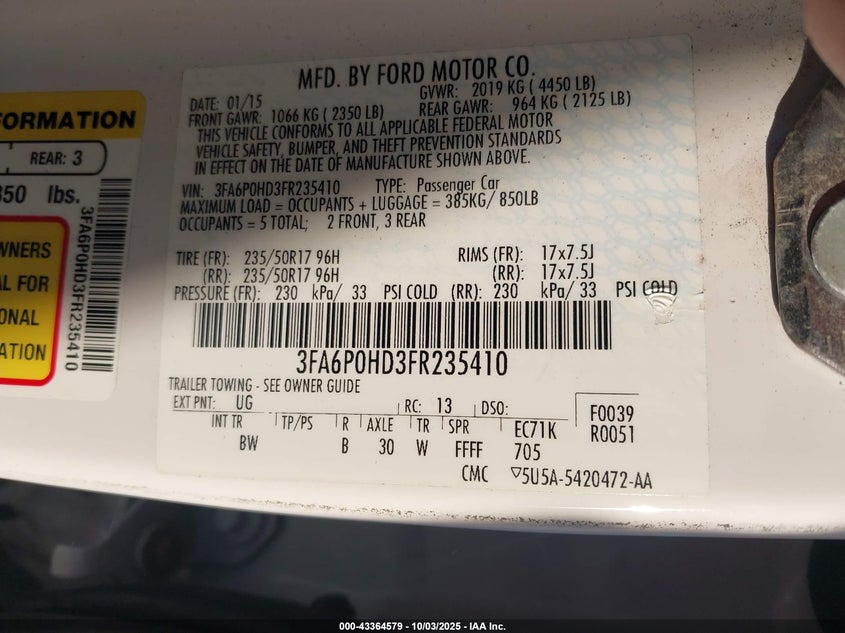 FORMATION
REAR: 3
850 lbs.
WNERS
AL FOR
ONAL
ATION
3FA6P0HD3FR235410
MFD. BY FORD MOTOR CO.
DATE: 01/15 GVWR: 2019 KG ( 4450 LB)
FRONT GAWR: 1066 KG ( 2350 LB) REAR GAWR: 964 KG ( 2125 LB)
THIS VEHICLE CONFORMS TO ALL APPLICABLE FEDERAL MOTOR
VEHICLE SAFETY, BUMPER, AND THEFT PREVENTION STANDARDS
IN EFFECT ON THE DATE OF MANUFACTURE SHOWN ABOVE.
VIN: 3FA6P0HD3FR235410 TYPE: Passenger Car
MAXIMUM LOAD = OCCUPANTS + LUGGAGE = 385KG/ 850LB
OCCUPANTS = 5 TOTAL; 2 FRONT, 3 REAR
TIRE (FR): 235/50R17 96H RIMS (FR): 17x7.5J
(RR): 235/50R17 96H (RR): 17x7.5J
PRESSURE (FR): 230 kPa/ 33 PSI COLD (RR): 230 kPa/ 33 PSI COLD
3FA6P0HD3FR235410
TRAILER TOWING - SEE OWNER GUIDE
EXT PNT: UG RC: 13 DSO: F0039
INT TR TP/PS R AXLE TR SPR EC71K R0051
BW B 30 W FFFF 705
CMC 5U5A-5420472-AA
000-43364579 - 10/03/2025 - IAA Inc.